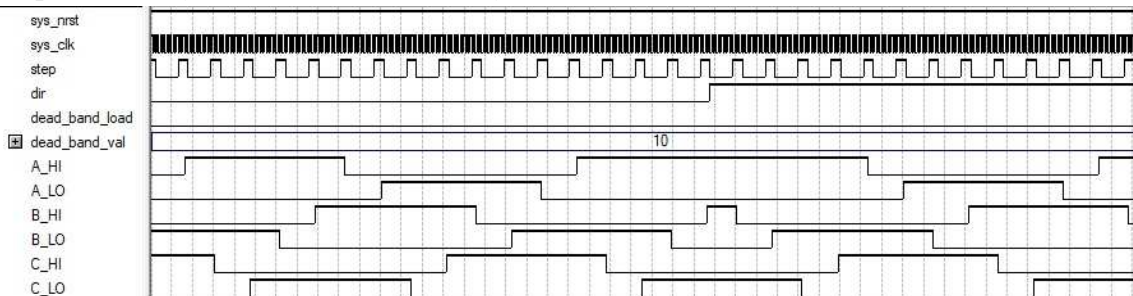 sys_nrst
sys_clk
step
dir
dead_band_load
dead_band_val 10
A_HI
A_LO
B_HI
B_LO
C_HI
C_LO